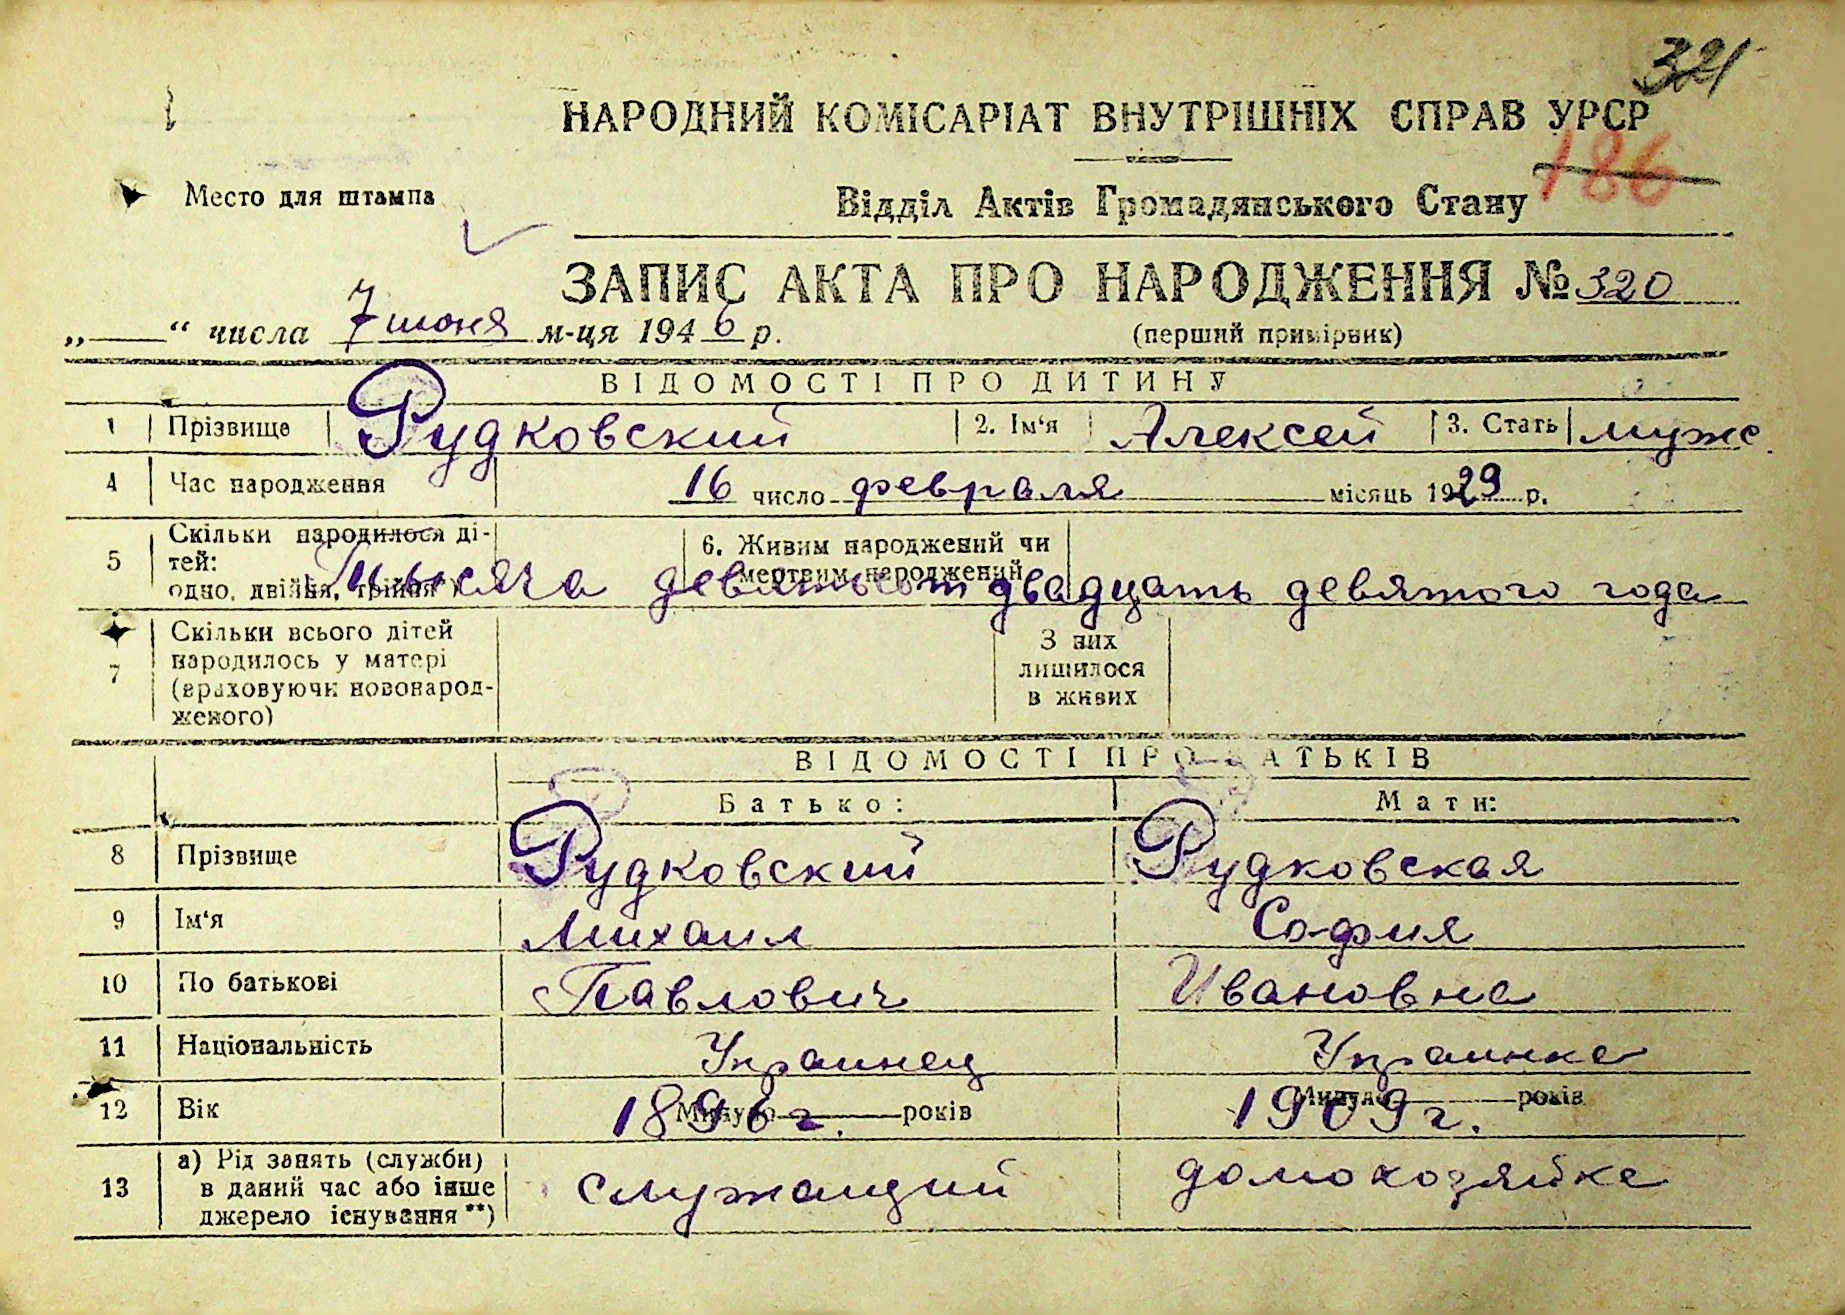 321
НАРОДНИЙ КОМІСАРІАТ ВНУТРІШНІХ СПРАВ УРСР
186
Место для штампа
Відділ Актів Громадянського Стану
ЗАПИС АКТА ПРО НАРОДЖЕННЯ № 320
„ “ числа 7 июня м-ця 1946 р.
(перший примірник)
ВІДОМОСТІ ПРО ДИТИНУ
1 Прізвище Рудковский 2. Ім‘я Алексей 3. Стать муж
4 Час народження 16 число февраля місяць 1929 р.
5 Скільки народилося дітей: одно, двійня, трійня*) 6. Живим народжений чи мертвим народжений
Тысяча девятьсот двадцать девятого года
7 Скільки всього дітей народилось у матері (враховуючи новонародженого) З них лишилося в живих
ВІДОМОСТІ ПРО БАТЬКІВ
Батько: Мати:
8 Прізвище Рудковский Рудковская
9 Ім‘я Михаил София
10 По батькові Павлович Ивановна
11 Національність Украинец Украинка
12 Вік Минуло 1896 г. років Минуло 1909 г. років
13 а) Рід занять (служби) в даний час або інше джерело існування**) служащий домохозяйка